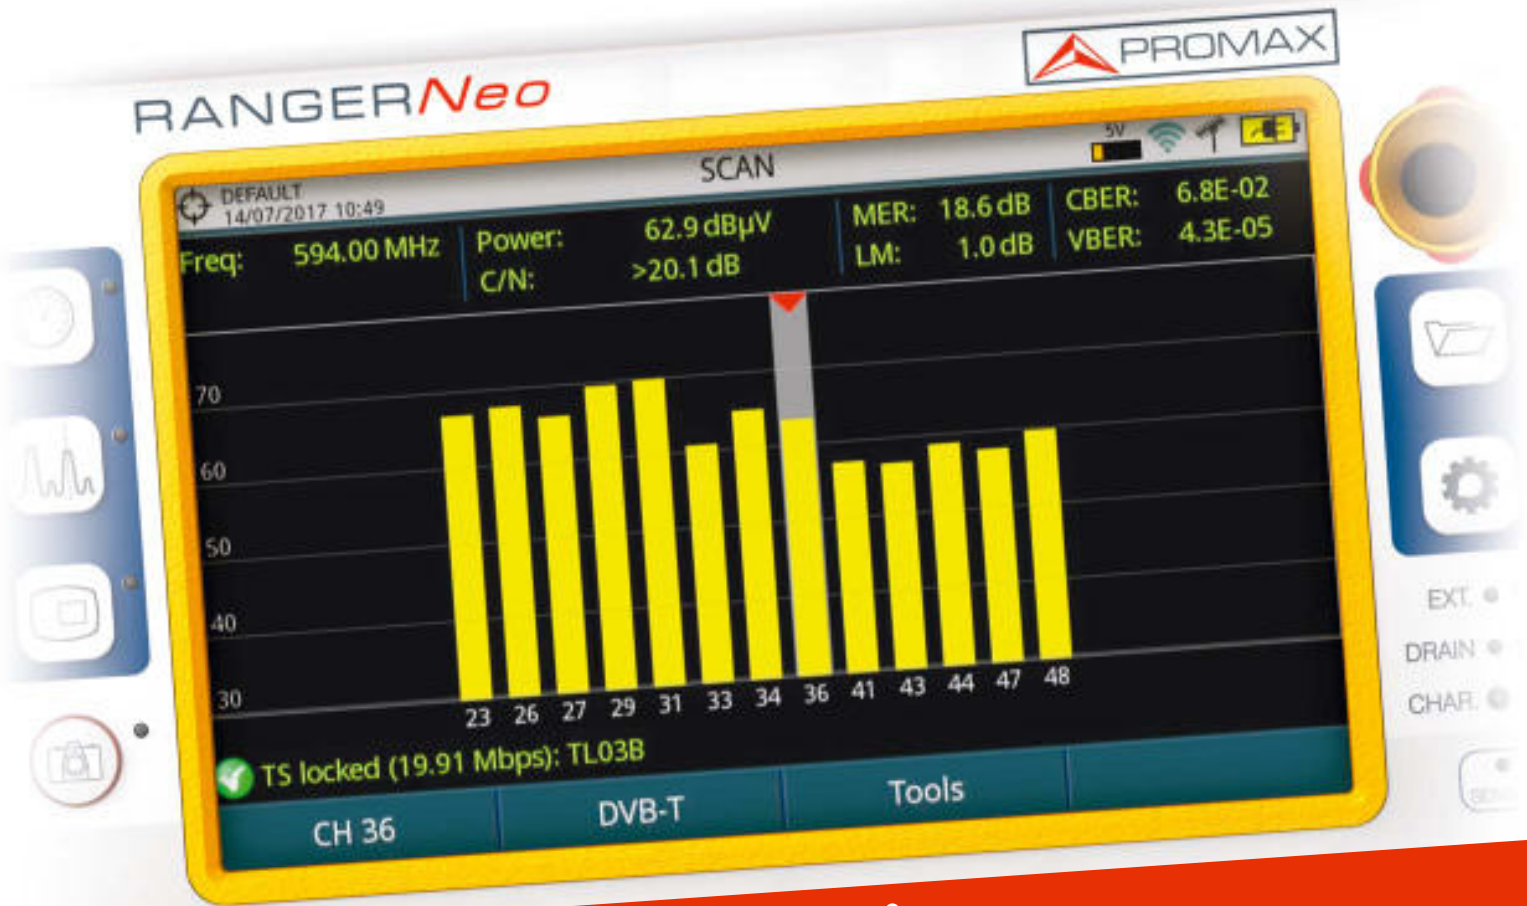 RANGERNeo
PROMAX
SCAN
5V
DEFAULT
14/07/2017 10:49
Freq: 594.00 MHz Power: 62.9 dBµV MER: 18.6 dB CBER: 6.8E-02
C/N: >20.1 dB LM: 1.0 dB VBER: 4.3E-05
70
60
50
40
30
23 26 27 29 31 33 34 36 41 43 44 47 48
TS locked (19.91 Mbps): TL03B
CH 36 DVB-T Tools
EXT.
DRAIN
CHAR.